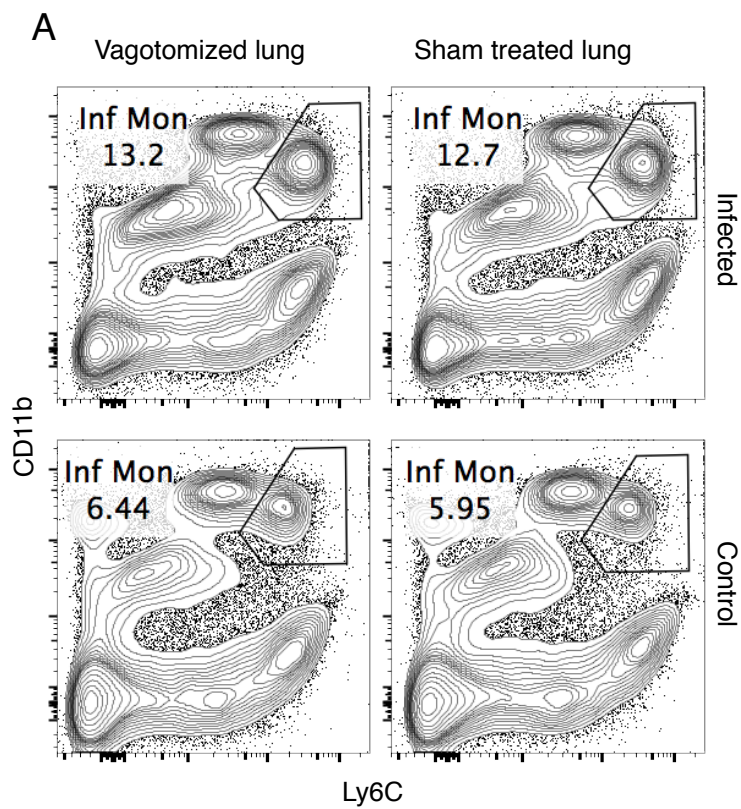 A
Vagotomized lung
Sham treated lung
Inf Mon
13.2
Inf Mon
12.7
Infected
Inf Mon
6.44
Inf Mon
5.95
Control
CD11b
Ly6C